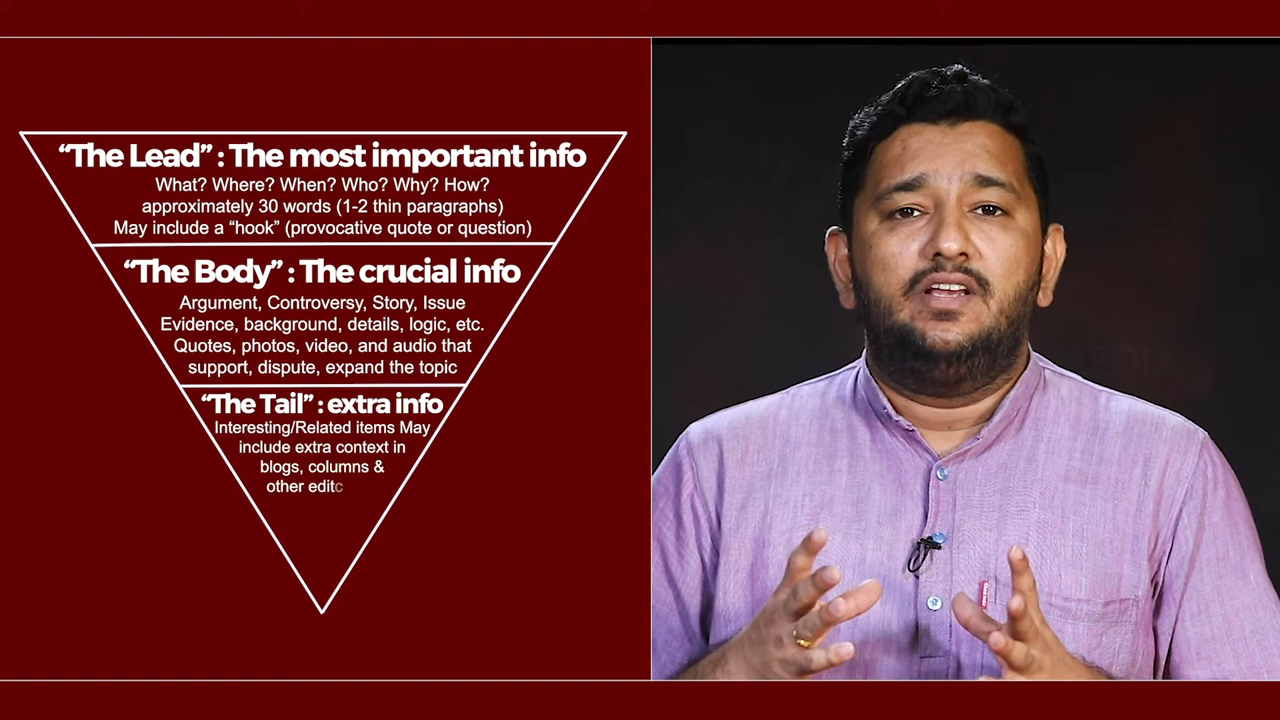 “The Lead” : The most important info
What? Where? When? Who? Why? How?
approximately 30 words (1-2 thin paragraphs)
May include a “hook” (provocative quote or question)
“The Body” : The crucial info
Argument, Controversy, Story, Issue
Evidence, background, details, logic, etc.
Quotes, photos, video, and audio that
support, dispute, expand the topic
“The Tail” : extra info
Interesting/Related items May
include extra context in
blogs, columns &
other editc